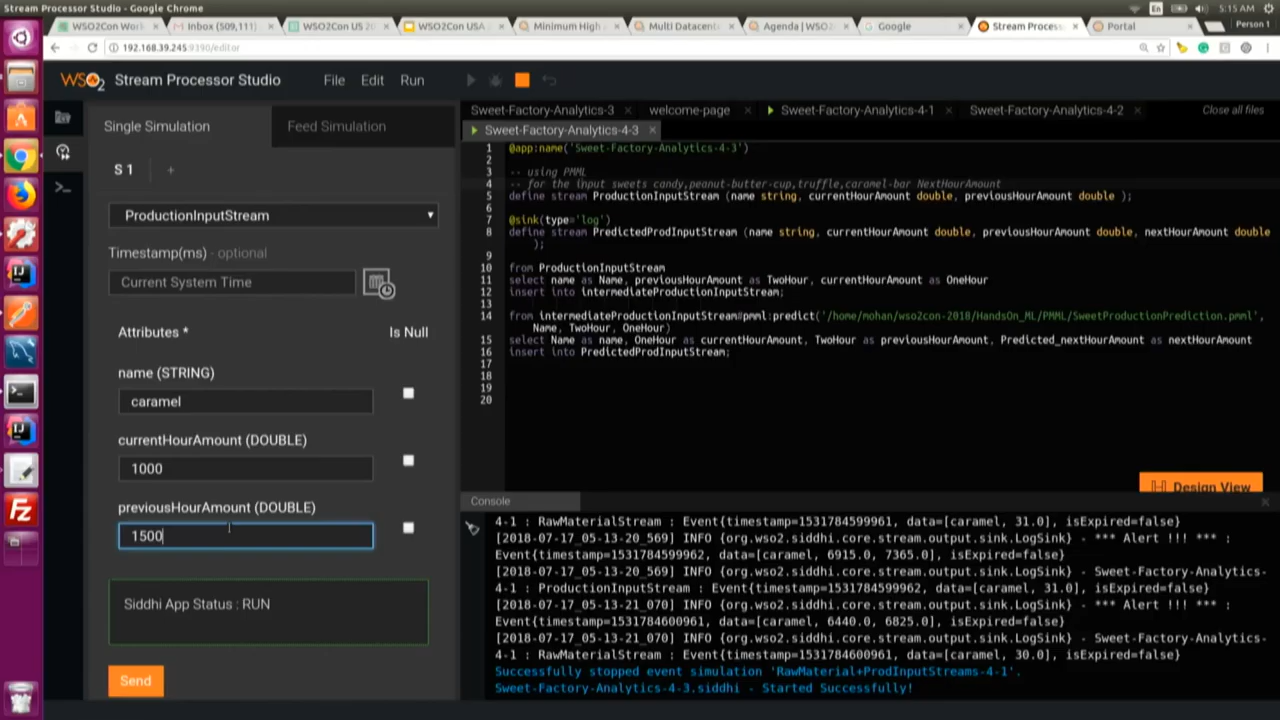 Stream Processor Studio - Google Chrome
En
5:15 AM
WSO2Con Work
Inbox (509,111)
WSO2Con US 20
WSO2Con USA
Minimum High
Multi Datacent
Agenda | WSO
Google
Stream Proces
Portal
Person 1
192.168.39.245:9390/editor
WSO2 Stream Processor Studio
File Edit Run
Sweet-Factory-Analytics-3
welcome-page
Sweet-Factory-Analytics-4-1
Sweet-Factory-Analytics-4-2
Close all files
Sweet-Factory-Analytics-4-3
Single Simulation
Feed Simulation
S 1 +
ProductionInputStream
Timestamp(ms) - optional
Current System Time
Attributes *
Is Null
name (STRING)
caramel
currentHourAmount (DOUBLE)
1000
previousHourAmount (DOUBLE)
1500
Siddhi App Status : RUN
Send
1 @app:name('Sweet-Factory-Analytics-4-3')
2
3 -- using PMML
4 -- for the input sweets candy,peanut-butter-cup,truffle,caramel-bar NextHourAmount
5 define stream ProductionInputStream (name string, currentHourAmount double, previousHourAmount double );
6
7 @sink(type='log')
8 define stream PredictedProdInputStream (name string, currentHourAmount double, previousHourAmount double, nextHourAmount double
);
9
10 from ProductionInputStream
11 select name as Name, previousHourAmount as TwoHour, currentHourAmount as OneHour
12 insert into intermediateProductionInputStream;
13
14 from intermediateProductionInputStream#pmml:predict('/home/mohan/wso2con-2018/HandsOn_ML/PMML/SweetProductionPrediction.pmml',
Name, TwoHour, OneHour)
15 select Name as name, OneHour as currentHourAmount, TwoHour as previousHourAmount, Predicted_nextHourAmount as nextHourAmount
16 insert into PredictedProdInputStream;
17
18
19
20
Design View
Console
4-1 : RawMaterialStream : Event{timestamp=1531784599961, data=[caramel, 31.0], isExpired=false}
[2018-07-17_05-13-20_569] INFO {org.wso2.siddhi.core.stream.output.sink.LogSink} - *** Alert !!! *** :
Event{timestamp=1531784599962, data=[caramel, 6915.0, 7365.0], isExpired=false}
[2018-07-17_05-13-20_569] INFO {org.wso2.siddhi.core.stream.output.sink.LogSink} - Sweet-Factory-Analytics-
4-1 : ProductionInputStream : Event{timestamp=1531784599962, data=[caramel, 31.0], isExpired=false}
[2018-07-17_05-13-21_070] INFO {org.wso2.siddhi.core.stream.output.sink.LogSink} - *** Alert !!! *** :
Event{timestamp=1531784600961, data=[caramel, 6440.0, 6825.0], isExpired=false}
[2018-07-17_05-13-21_070] INFO {org.wso2.siddhi.core.stream.output.sink.LogSink} - Sweet-Factory-Analytics-
4-1 : RawMaterialStream : Event{timestamp=1531784600961, data=[caramel, 30.0], isExpired=false}
Successfully stopped event simulation 'RawMaterial+ProdInputStreams-4-1'.
Sweet-Factory-Analytics-4-3.siddhi - Started Successfully!